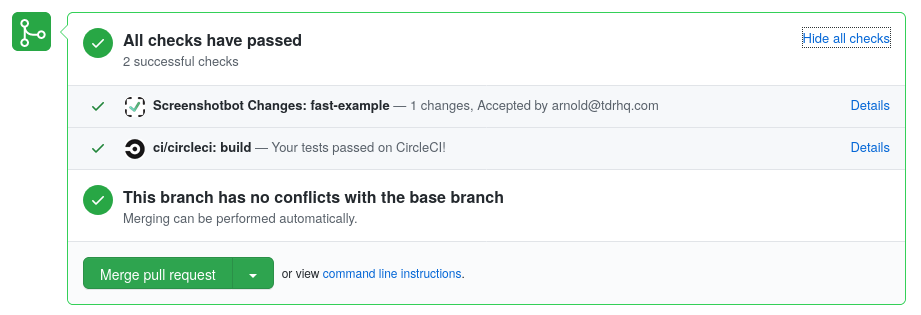 All checks have passed
Hide all checks
2 successful checks
Screenshotbot Changes: fast-example — 1 changes, Accepted by arnold@tdrhq.com
Details
ci/circleci: build — Your tests passed on CircleCI!
Details
This branch has no conflicts with the base branch
Merging can be performed automatically.
Merge pull request
or view command line instructions.